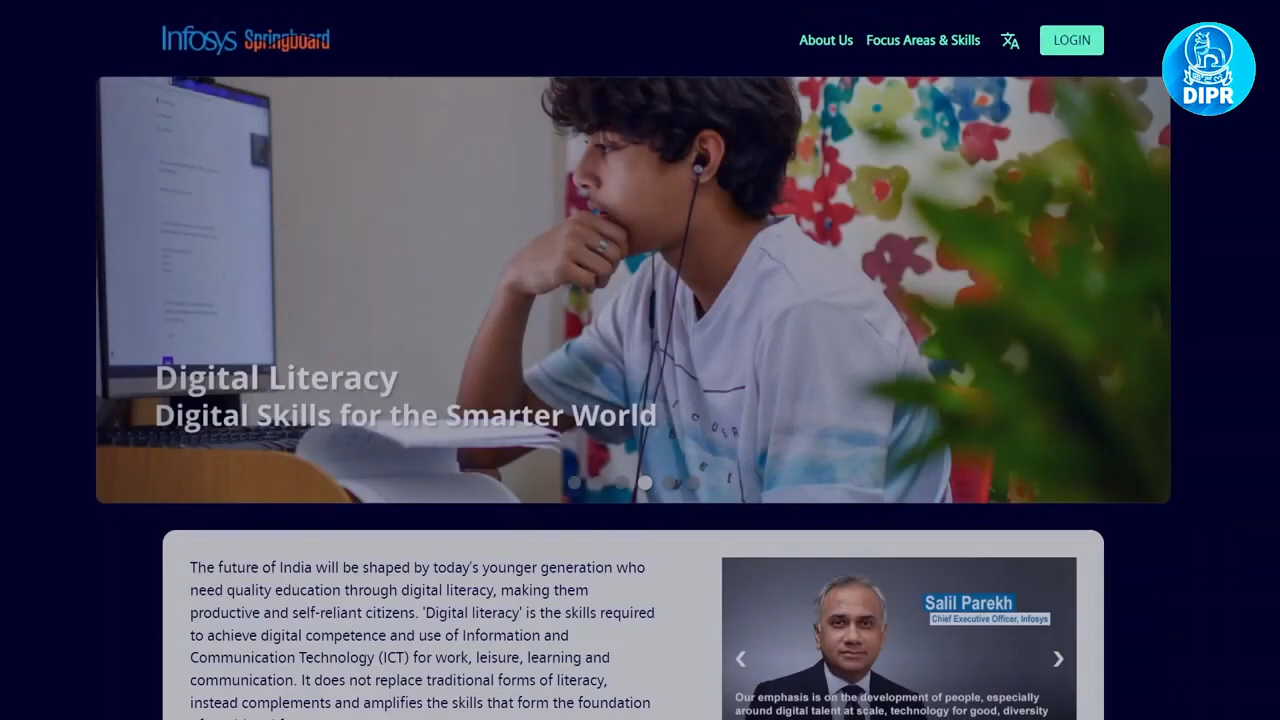 Infosys Springboard
About Us Focus Areas & Skills LOGIN
DIPR
Digital Literacy
Digital Skills for the Smarter World
The future of India will be shaped by today's younger generation who
need quality education through digital literacy, making them
productive and self-reliant citizens. 'Digital literacy' is the skills required
to achieve digital competence and use of Information and
Communication Technology (ICT) for work, leisure, learning and
communication. It does not replace traditional forms of literacy,
instead complements and amplifies the skills that form the foundation
Salil Parekh
Chief Executive Officer, Infosys
Our emphasis is on the development of people, especially
around digital talent at scale, technology for good, diversity